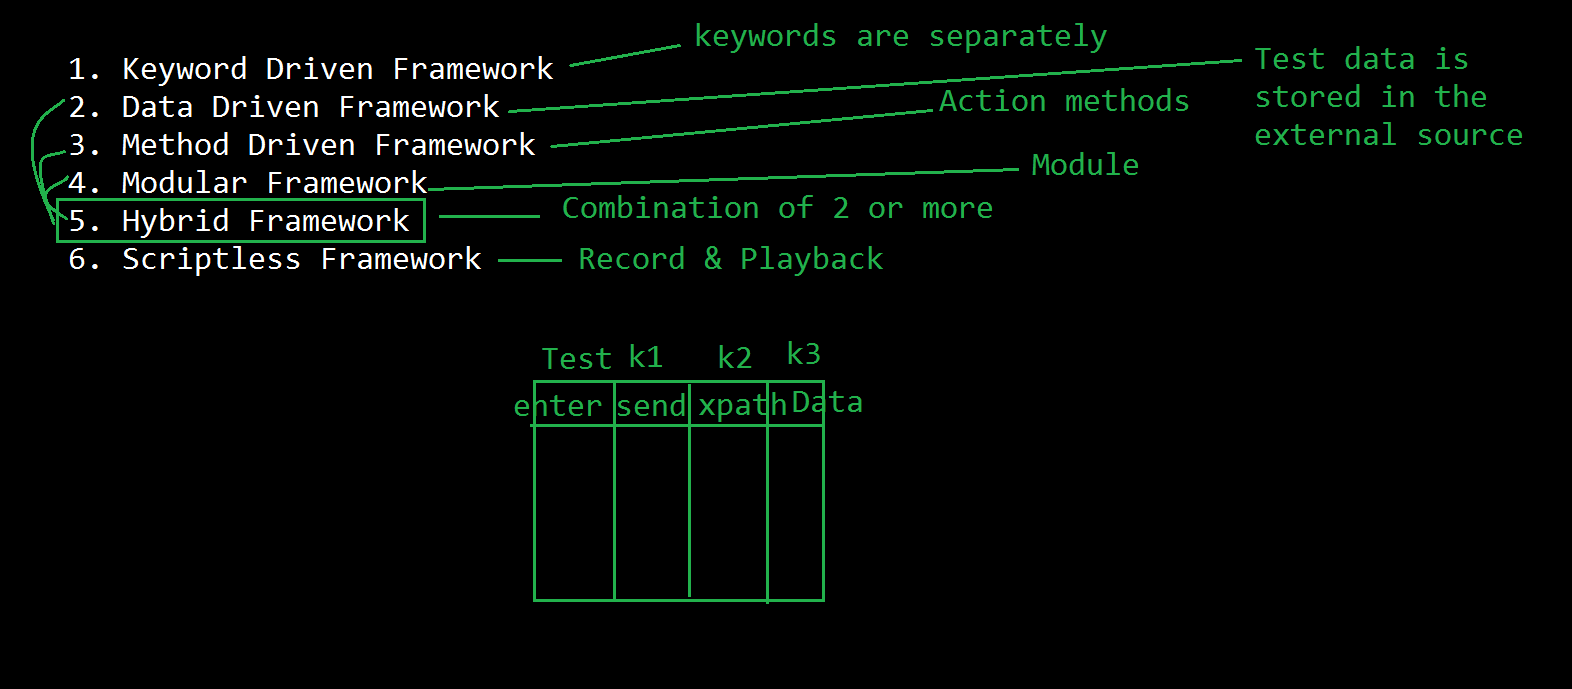 keywords are separately
1. Keyword Driven Framework
Test data is
stored in the
external source
2. Data Driven Framework
Action methods
3. Method Driven Framework
Module
4. Modular Framework
5. Hybrid Framework
Combination of 2 or more
6. Scriptless Framework
Record & Playback
Test k1 k2 k3
enter send xpath Data